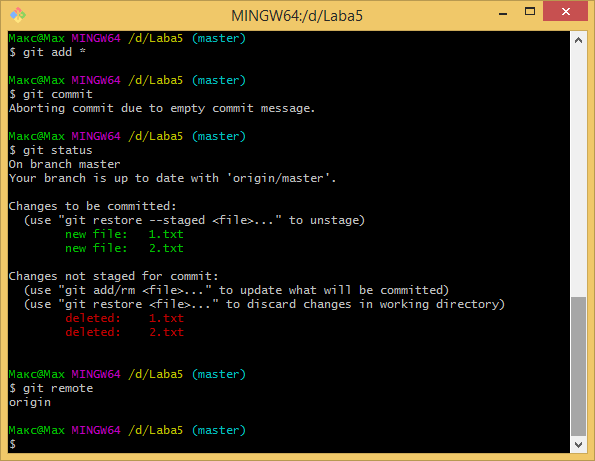 MINGW64:/d/Laba5
Макс@Max MINGW64 /d/Laba5 (master)
$ git add *
Макс@Max MINGW64 /d/Laba5 (master)
$ git commit
Aborting commit due to empty commit message.
Макс@Max MINGW64 /d/Laba5 (master)
$ git status
On branch master
Your branch is up to date with 'origin/master'.
Changes to be committed:
  (use "git restore --staged <file>..." to unstage)
        new file:   1.txt
        new file:   2.txt
Changes not staged for commit:
  (use "git add/rm <file>..." to update what will be committed)
  (use "git restore <file>..." to discard changes in working directory)
        deleted:    1.txt
        deleted:    2.txt
Макс@Max MINGW64 /d/Laba5 (master)
$ git remote
origin
Макс@Max MINGW64 /d/Laba5 (master)
$